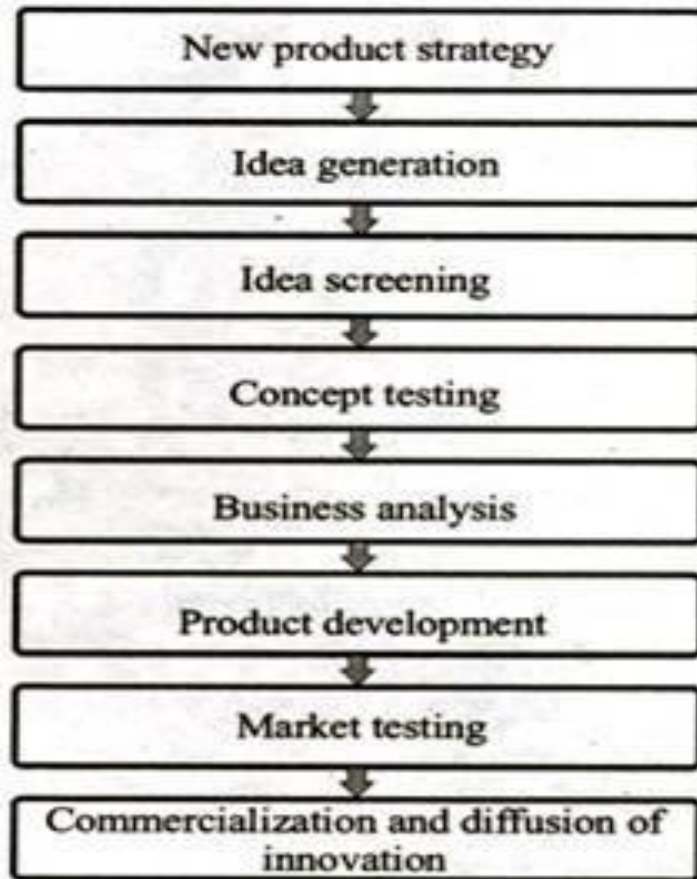 New product strategy
Idea generation
Idea screening
Concept testing
Business analysis
Product development
Market testing
Commercialization and diffusion of
innovation